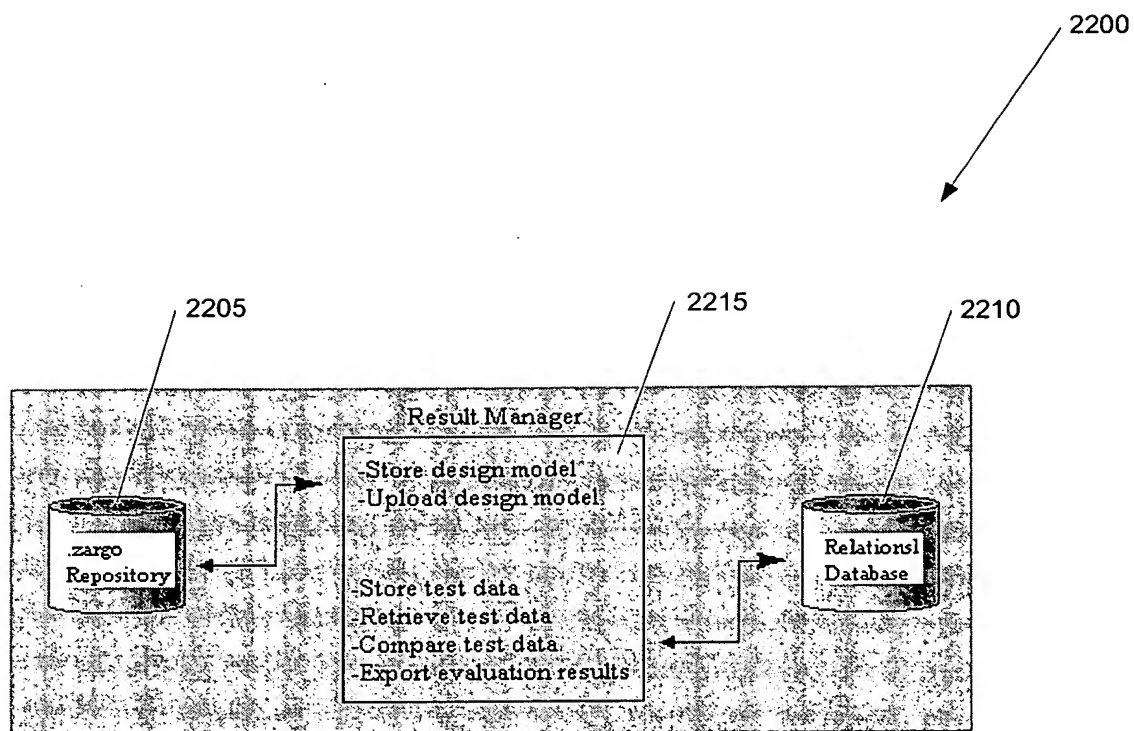 2200
2205
2215
2210
Result Manager
-Store design model
-Upload design model
.zargo
Repository
-Store test data
-Retrieve test data
-Compare test data
-Export evaluation results
Relationsl
Database